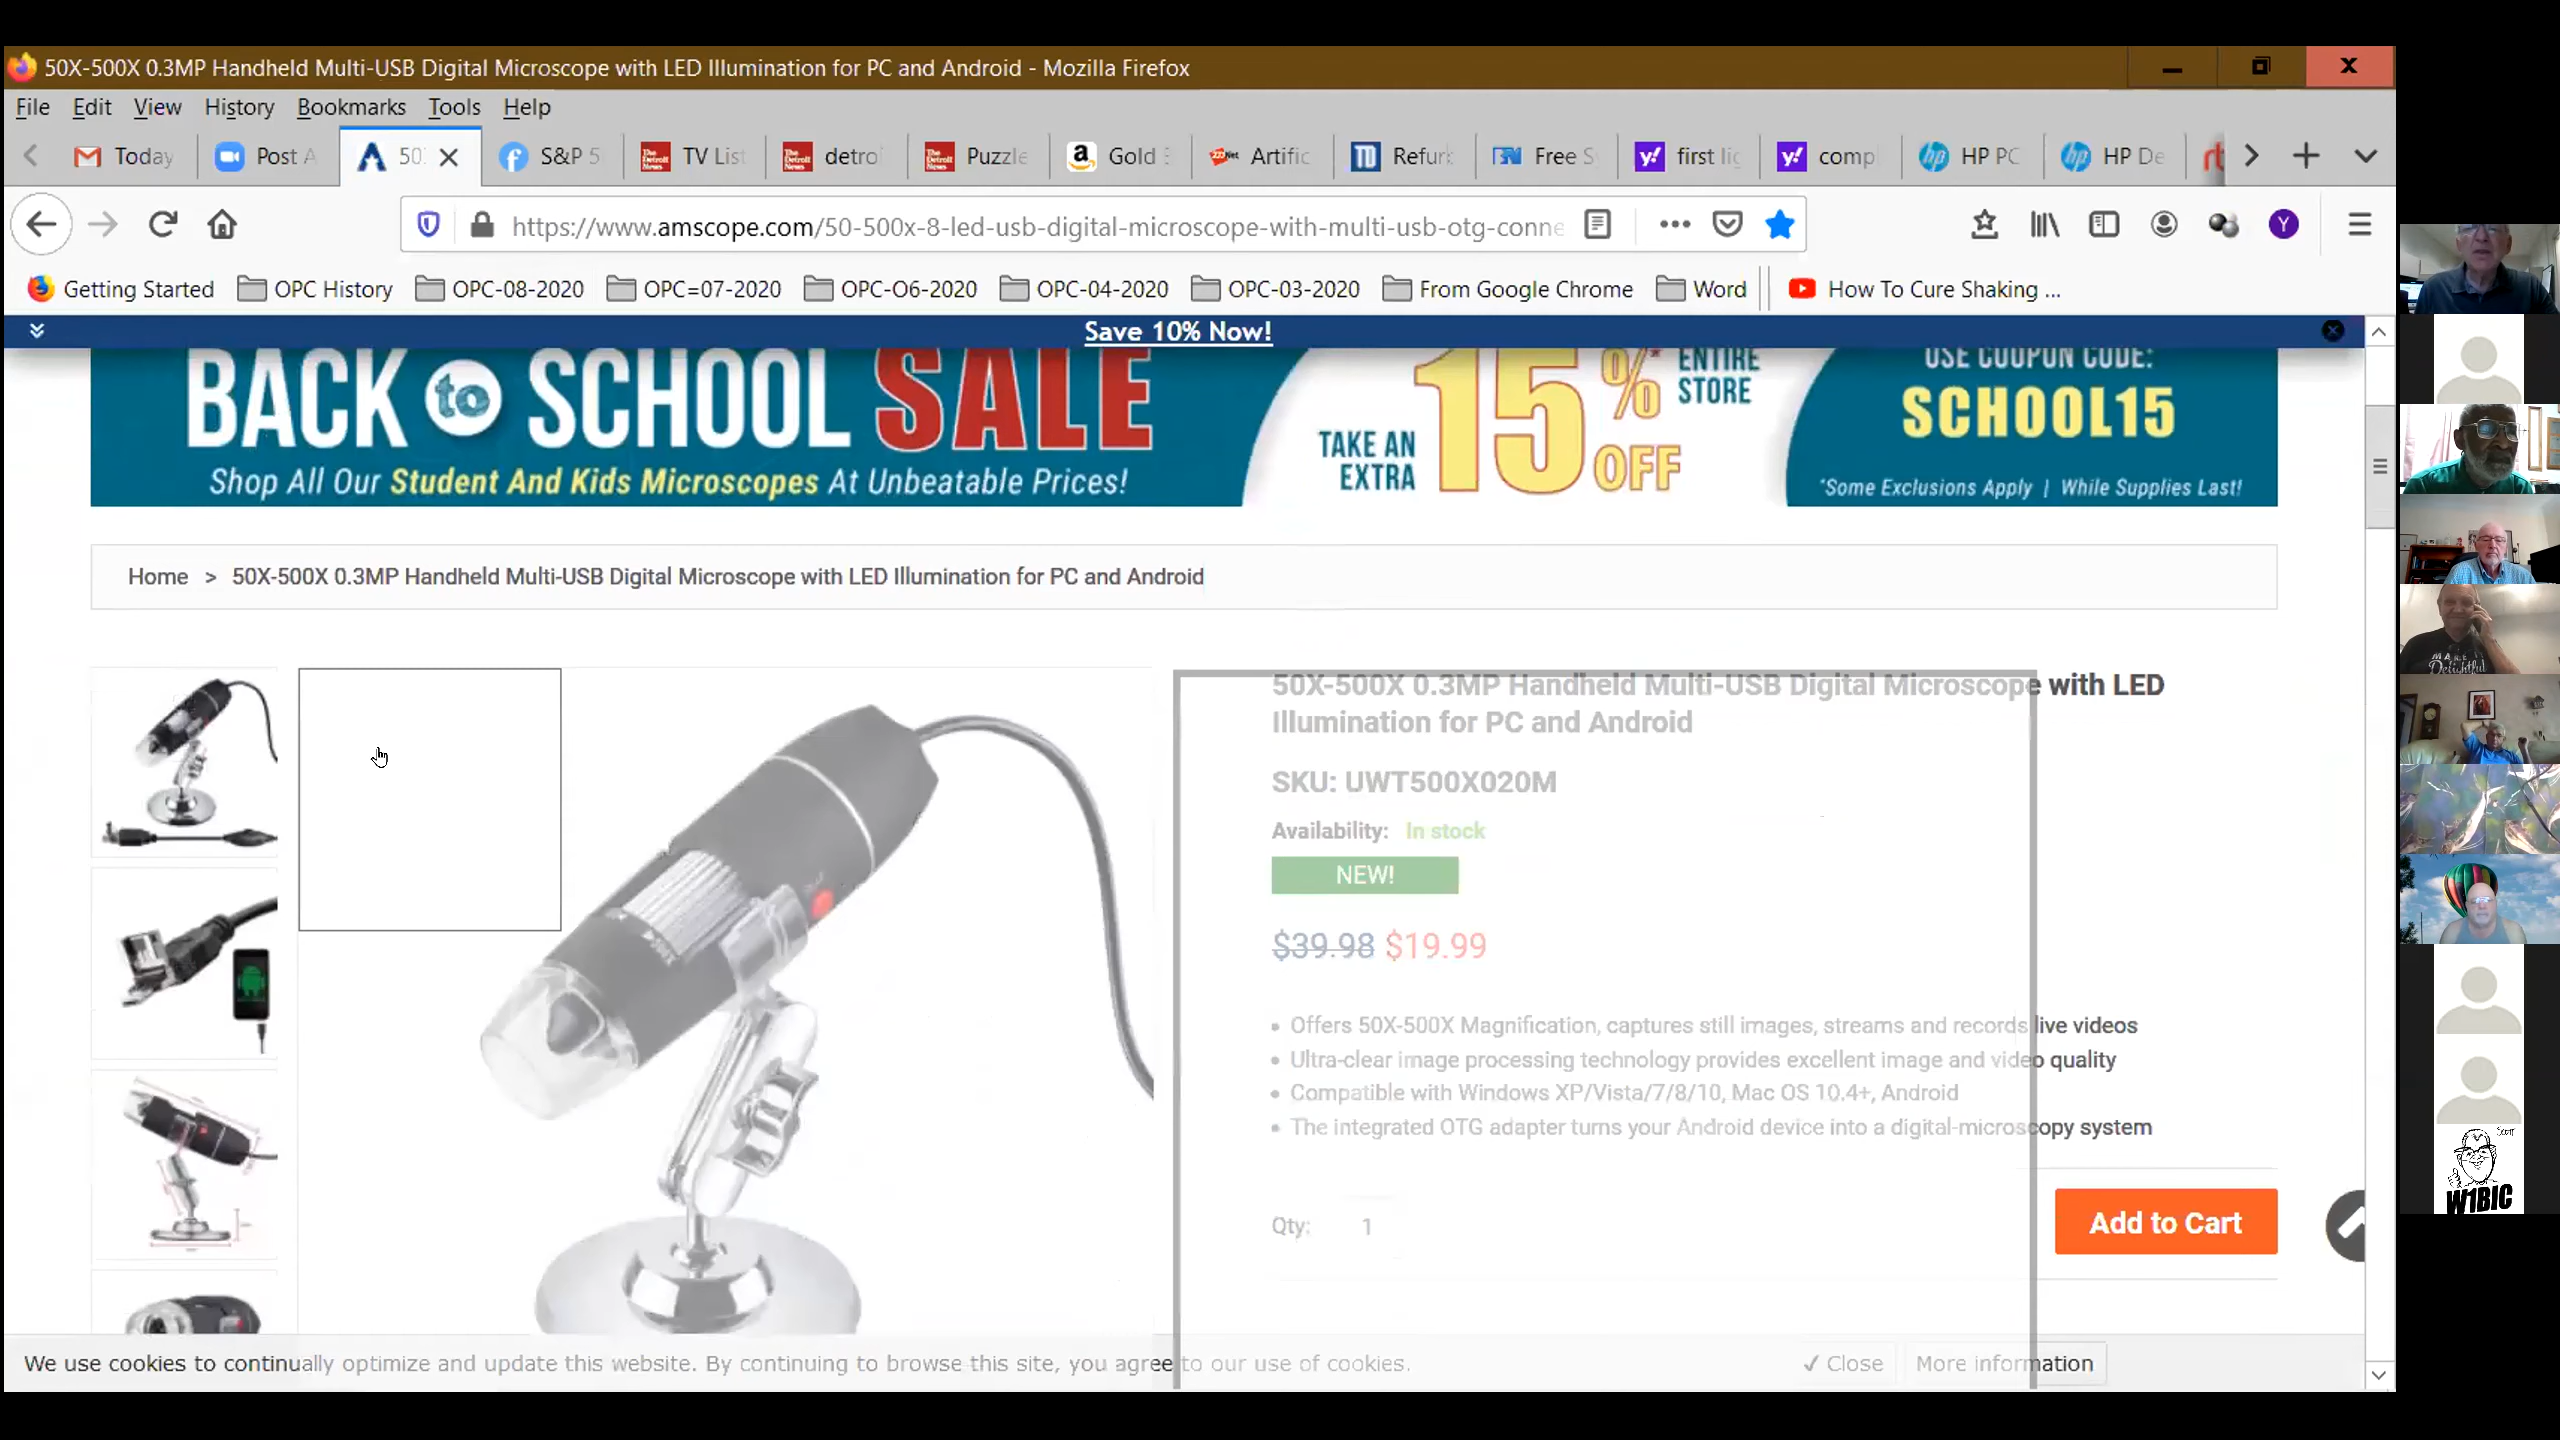 50X-500X 0.3MP Handheld Multi-USB Digital Microscope with LED Illumination for PC and Android - Mozilla Firefox
File Edit View History Bookmarks Tools Help
Today Post A 50 S&P 5 TV List detro Puzzle Gold Artific Refurk Free S first lig comp HP PC HP De
https://www.amscope.com/50-500x-8-led-usb-digital-microscope-with-multi-usb-otg-conne
Y
Getting Started OPC History OPC-08-2020 OPC=07-2020 OPC-O6-2020 OPC-04-2020 OPC-03-2020 From Google Chrome Word How To Cure Shaking ...
Save 10% Now!
BACK to SCHOOL SALE
Shop All Our Student And Kids Microscopes At Unbeatable Prices!
TAKE AN EXTRA
15%* OFF
ENTIRE STORE
USE COUPON CODE:
SCHOOL15
*Some Exclusions Apply | While Supplies Last!
Home > 50X-500X 0.3MP Handheld Multi-USB Digital Microscope with LED Illumination for PC and Android
50X-500X 0.3MP Handheld Multi-USB Digital Microscope with LED
Illumination for PC and Android
SKU: UWT500X020M
Availability: In stock
NEW!
$39.98 $19.99
• Offers 50X-500X Magnification, captures still images, streams and records live videos
• Ultra-clear image processing technology provides excellent image and video quality
• Compatible with Windows XP/Vista/7/8/10, Mac OS 10.4+, Android
• The integrated OTG adapter turns your Android device into a digital-microscopy system
Qty: 1
Add to Cart
We use cookies to continually optimize and update this website. By continuing to browse this site, you agree to our use of cookies.
✓ Close More information
Delightful
Scott
W1BIC